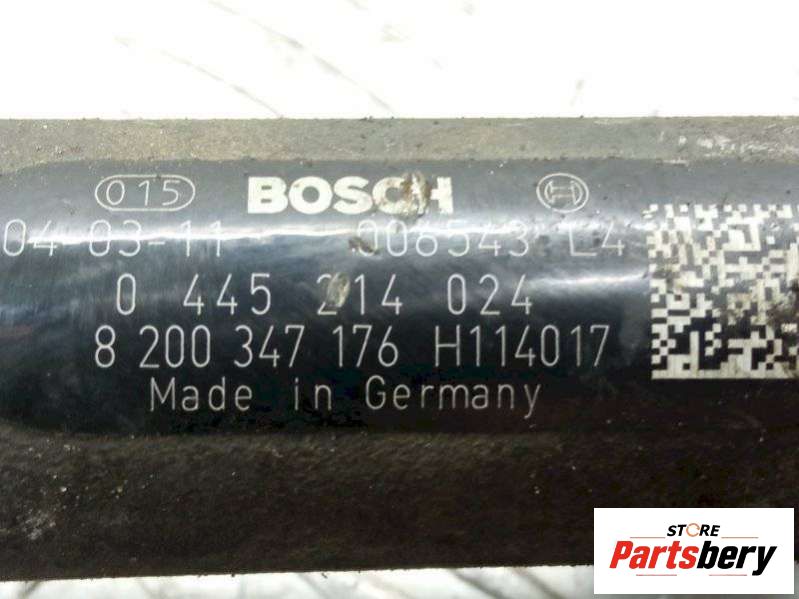 015 BOSCH
04 03-11 006543 L4
0 445 214 024
8 200 347 176 H114017
Made in Germany
STORE
Partsbery